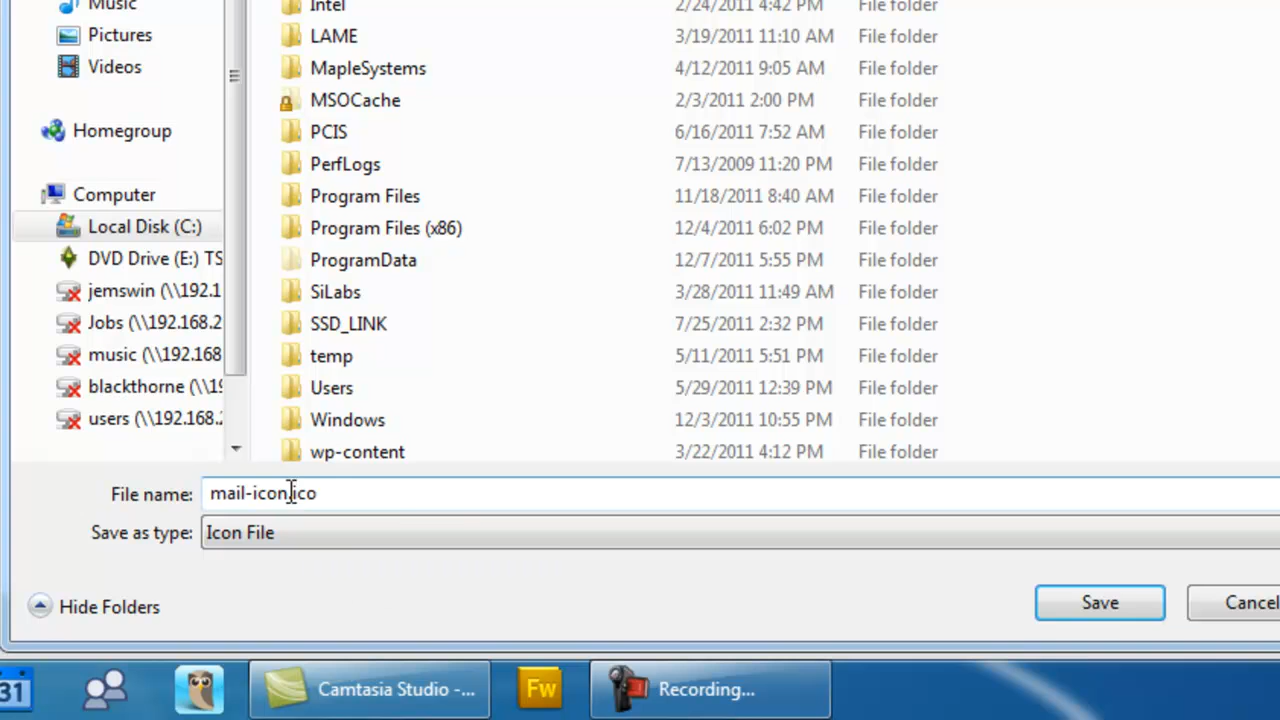 Music
Pictures
Videos
Homegroup
Computer
Local Disk (C:)
DVD Drive (E:) TS
jemswin (\\192.1
Jobs (\\192.168.2
music (\\192.168
blackthorne (\\19
users (\\192.168.2
Intel 2/24/2011 4:42 PM File folder
LAME 3/19/2011 11:10 AM File folder
MapleSystems 4/12/2011 9:05 AM File folder
MSOCache 2/3/2011 2:00 PM File folder
PCIS 6/16/2011 7:52 AM File folder
PerfLogs 7/13/2009 11:20 PM File folder
Program Files 11/18/2011 8:40 AM File folder
Program Files (x86) 12/4/2011 6:02 PM File folder
ProgramData 12/7/2011 5:55 PM File folder
SiLabs 3/28/2011 11:49 AM File folder
SSD_LINK 7/25/2011 2:32 PM File folder
temp 5/11/2011 5:51 PM File folder
Users 5/29/2011 12:39 PM File folder
Windows 12/3/2011 10:55 PM File folder
wp-content 3/22/2011 4:12 PM File folder
File name: mail-icon.ico
Save as type: Icon File
Hide Folders
Save
Cancel
31
Camtasia Studio -...
Fw
Recording...